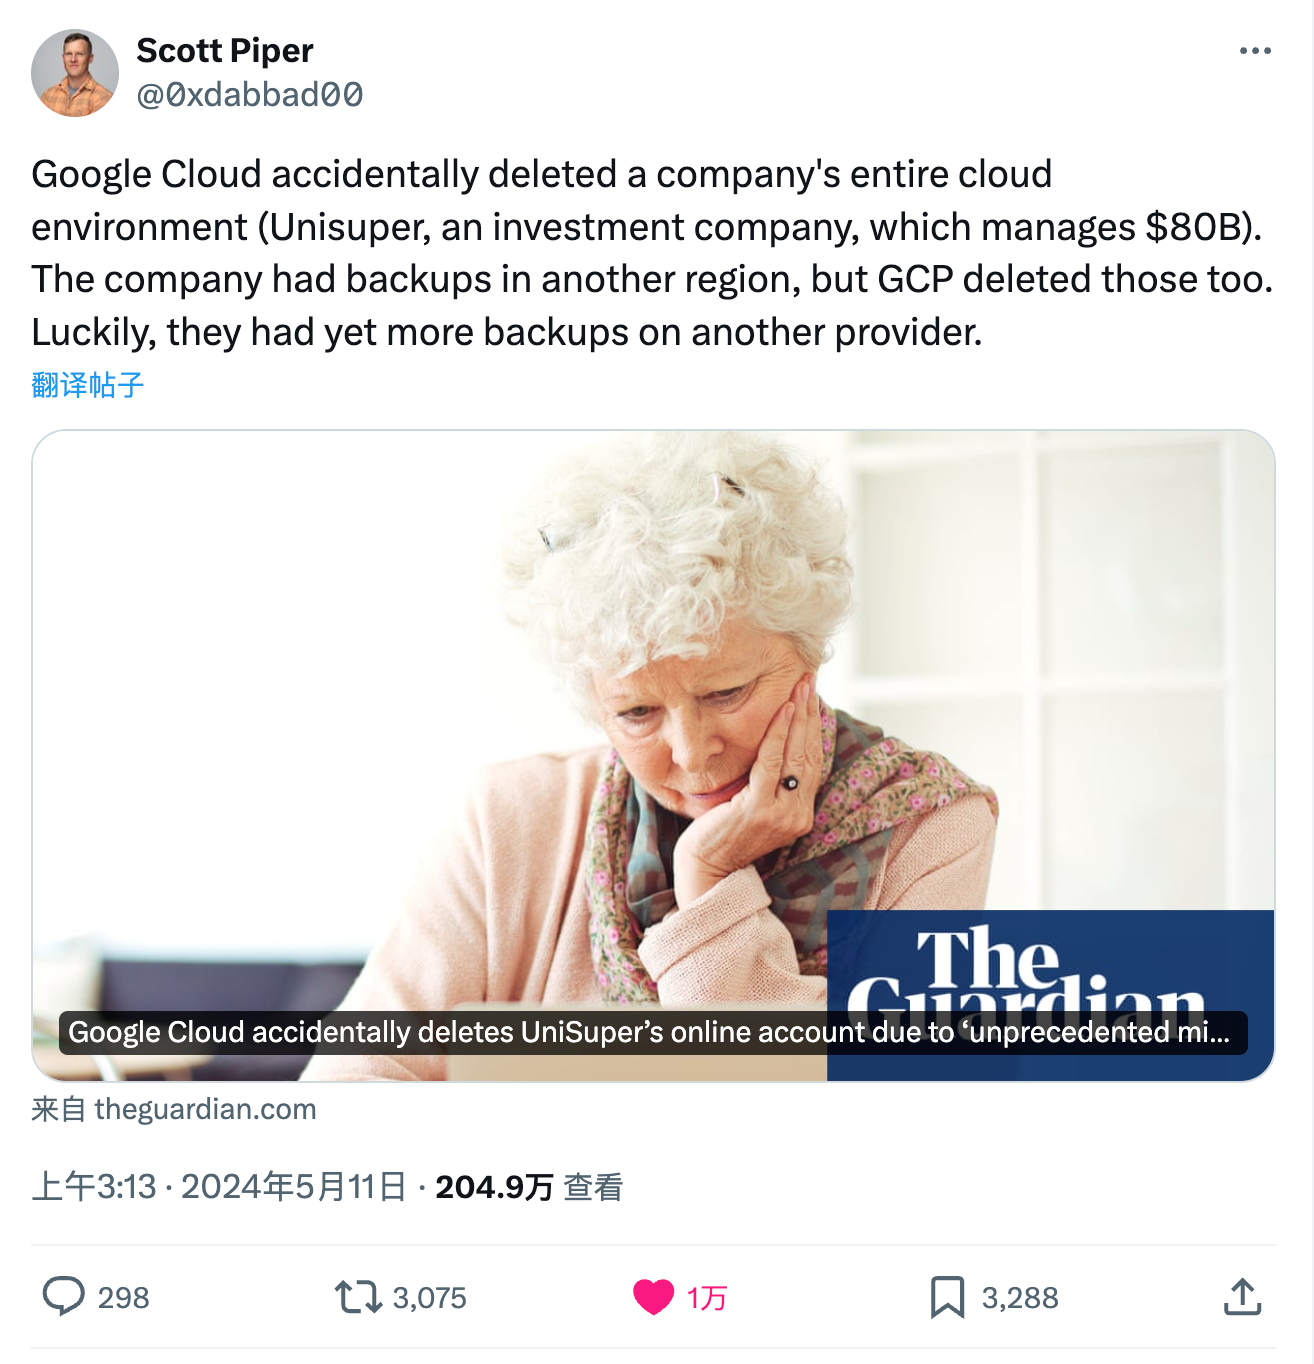 Scott Piper
@0xdabbad00
Google Cloud accidentally deleted a company's entire cloud
environment (Unisuper, an investment company, which manages $80B).
The company had backups in another region, but GCP deleted those too.
Luckily, they had yet more backups on another provider.
翻译帖子
The
Guardian
Google Cloud accidentally deletes UniSuper’s online account due to ‘unprecedented mi...
来自 theguardian.com
上午3:13 · 2024年5月11日 · 204.9万 查看
298 3,075 1万 3,288